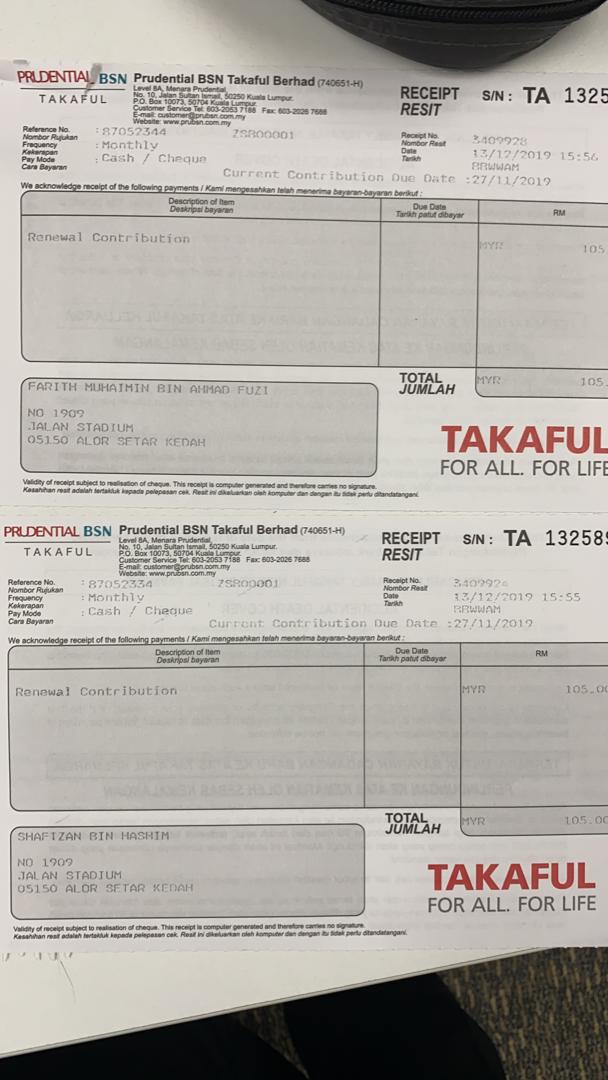 PRUDENTIAL BSN
TAKAFUL
Prudential BSN Takaful Berhad (740651-H)
Level 8A, Menara Prudential,
No. 10, Jalan Sultan Ismail, 50250 Kuala Lumpur.
P.O. Box 10073, 50704 Kuala Lumpur.
Customer Service Tel: 603-2053 7188 Fax: 603-2026 7688
E-mail: customer@prubsn.com.my
Website: www.prubsn.com.my
RECEIPT
RESIT
S/N : TA 1325
Reference No. : 87052344 ZSR00001
Nombor Rujukan
Frequency : Monthly
Kekerapan
Pay Mode : Cash / Cheque
Cara Bayaran
Receipt No. 3409928
Nombor Resit
Date 13/12/2019 15:56
Tarikh RRWWAM
Current Contribution Due Date :27/11/2019
We acknowledge receipt of the following payments / Kami mengesahkan telah menerima bayaran-bayaran berikut :
Description of Item Due Date RM
Deskripsi bayaran Tarikh patut dibayar
Renewal Contribution MYR 105.
TOTAL MYR 105.
JUMLAH
FARITH MUHAIMIN BIN AHMAD FUZI
NO 1909
JALAN STADIUM
05150 ALOR SETAR KEDAH
TAKAFUL
FOR ALL. FOR LIFE
Validity of receipt subject to realisation of cheque. This receipt is computer generated and therefore carries no signature.
Kesahihan resit adalah tertakluk kepada pelepasan cek. Resit ini dikeluarkan oleh komputer dan dengan itu tidak perlu ditandatangani.
PRUDENTIAL BSN
TAKAFUL
Prudential BSN Takaful Berhad (740651-H)
Level 8A, Menara Prudential,
No. 10, Jalan Sultan Ismail, 50250 Kuala Lumpur.
P.O. Box 10073, 50704 Kuala Lumpur.
Customer Service Tel: 603-2053 7188 Fax: 603-2026 7688
E-mail: customer@prubsn.com.my
Website: www.prubsn.com.my
RECEIPT
RESIT
S/N : TA 132589
Reference No. : 87052334 ZSR00001
Nombor Rujukan
Frequency : Monthly
Kekerapan
Pay Mode : Cash / Cheque
Cara Bayaran
Receipt No. 3409924
Nombor Resit
Date 13/12/2019 15:55
Tarikh RRWWAM
Current Contribution Due Date :27/11/2019
We acknowledge receipt of the following payments / Kami mengesahkan telah menerima bayaran-bayaran berikut :
Description of Item Due Date RM
Deskripsi bayaran Tarikh patut dibayar
Renewal Contribution MYR 105.00
TOTAL MYR 105.00
JUMLAH
SHAFIZAN BIN HASHIM
NO 1909
JALAN STADIUM
05150 ALOR SETAR KEDAH
TAKAFUL
FOR ALL. FOR LIFE
Validity of receipt subject to realisation of cheque. This receipt is computer generated and therefore carries no signature.
Kesahihan resit adalah tertakluk kepada pelepasan cek. Resit ini dikeluarkan oleh komputer dan dengan itu tidak perlu ditandatangani.